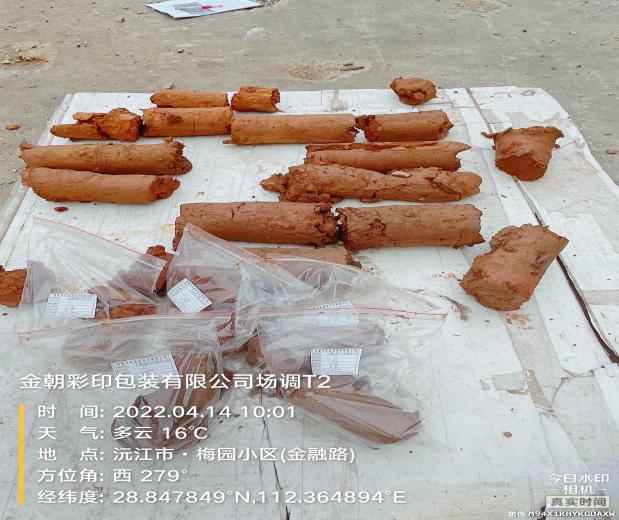 金朝彩印包装有限公司场调T2
时 间: 2022.04.14 10:01
天 气: 多云 16℃
地 点: 沅江市·梅园小区(金融路)
方位角: 西 279°
经纬度: 28.847849°N,112.364894°E
今日水印
相机
真实时间
防伪 M94X1KHYKGDAXW